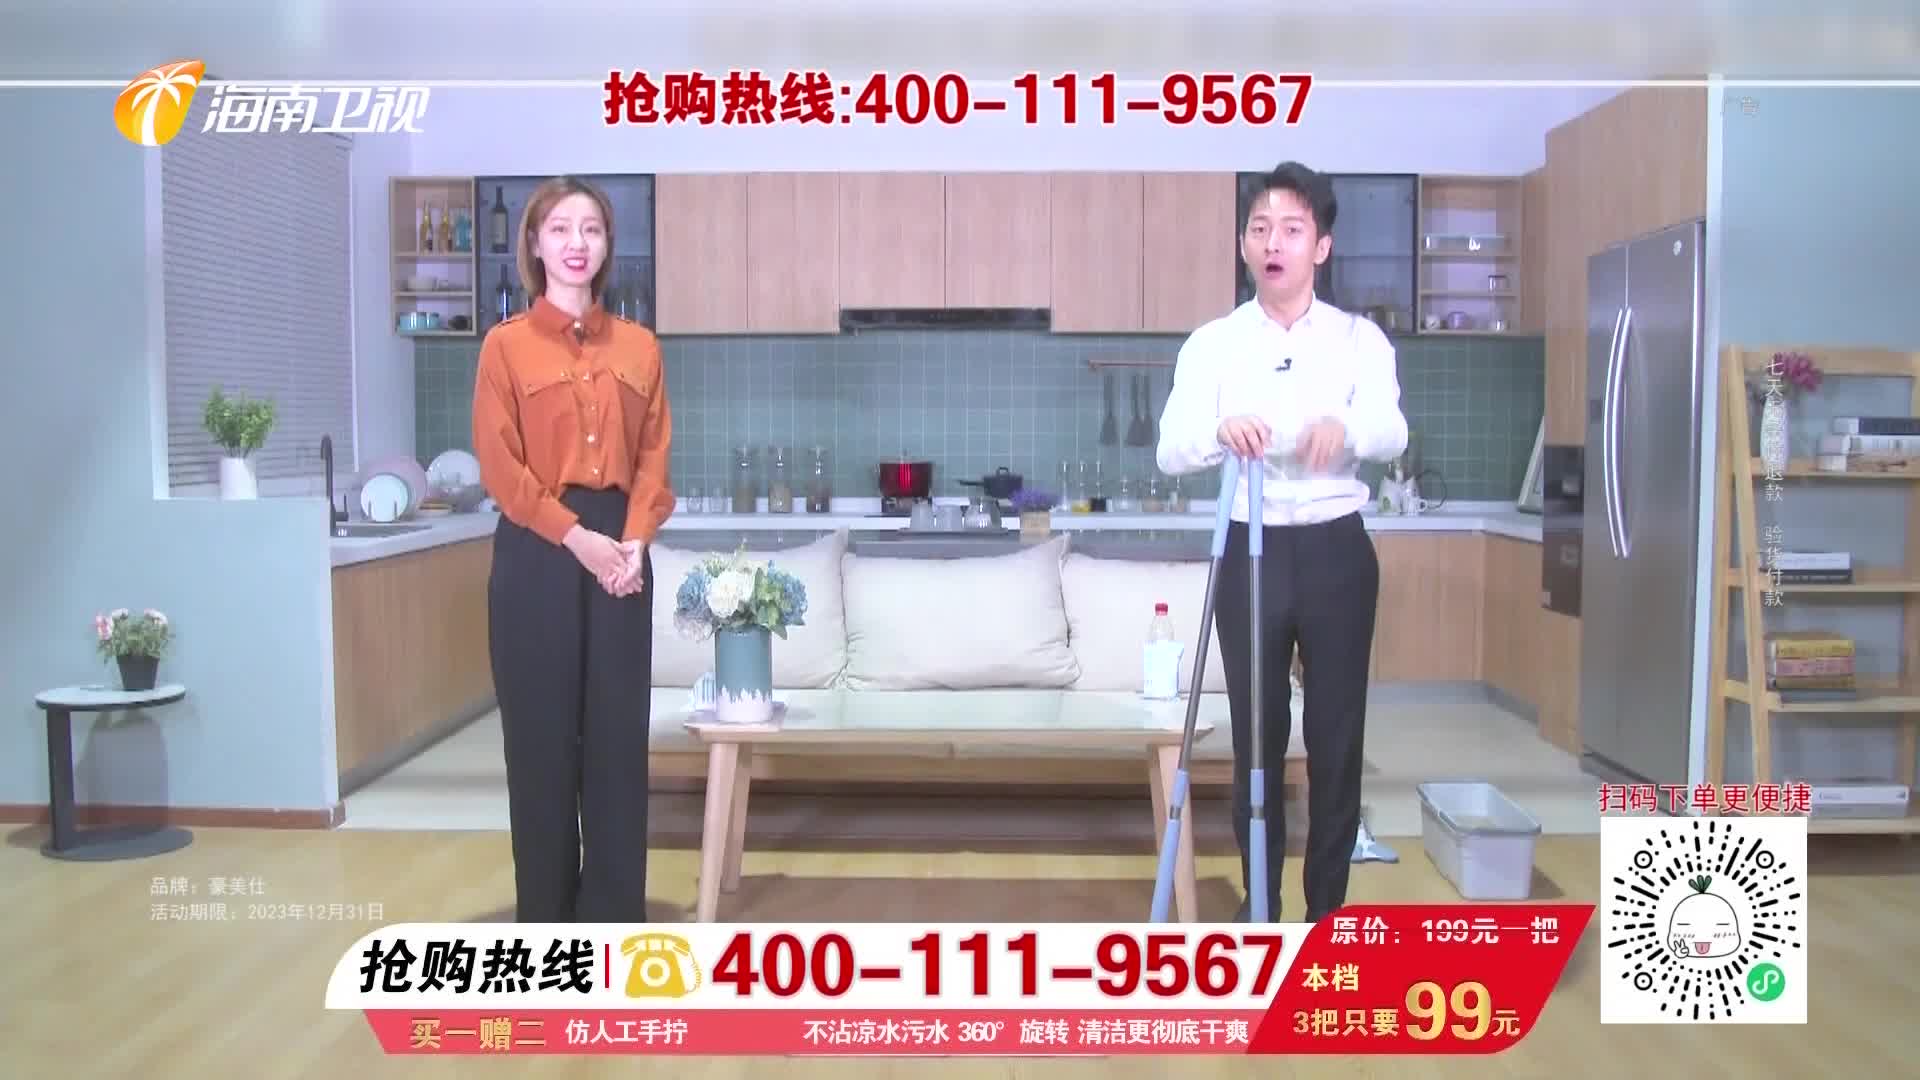 海南卫视
抢购热线:400-111-9567
广告
七天
退款 验货付款
扫码下单更便捷
品牌：豪美仕
活动期限：2023年12月31日
抢购热线 400-111-9567
原价：199元一把
本档
3把只要99元
买一赠二 仿人工手拧 不沾凉水污水 360° 旋转 清洁更彻底干爽